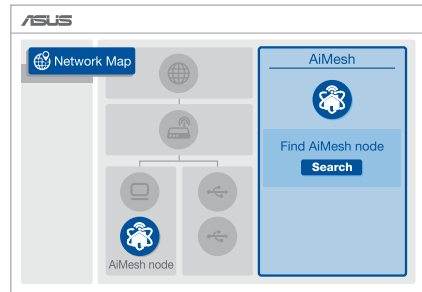 ASUS
Network Map
AiMesh node
AiMesh
Find AiMesh node
Search